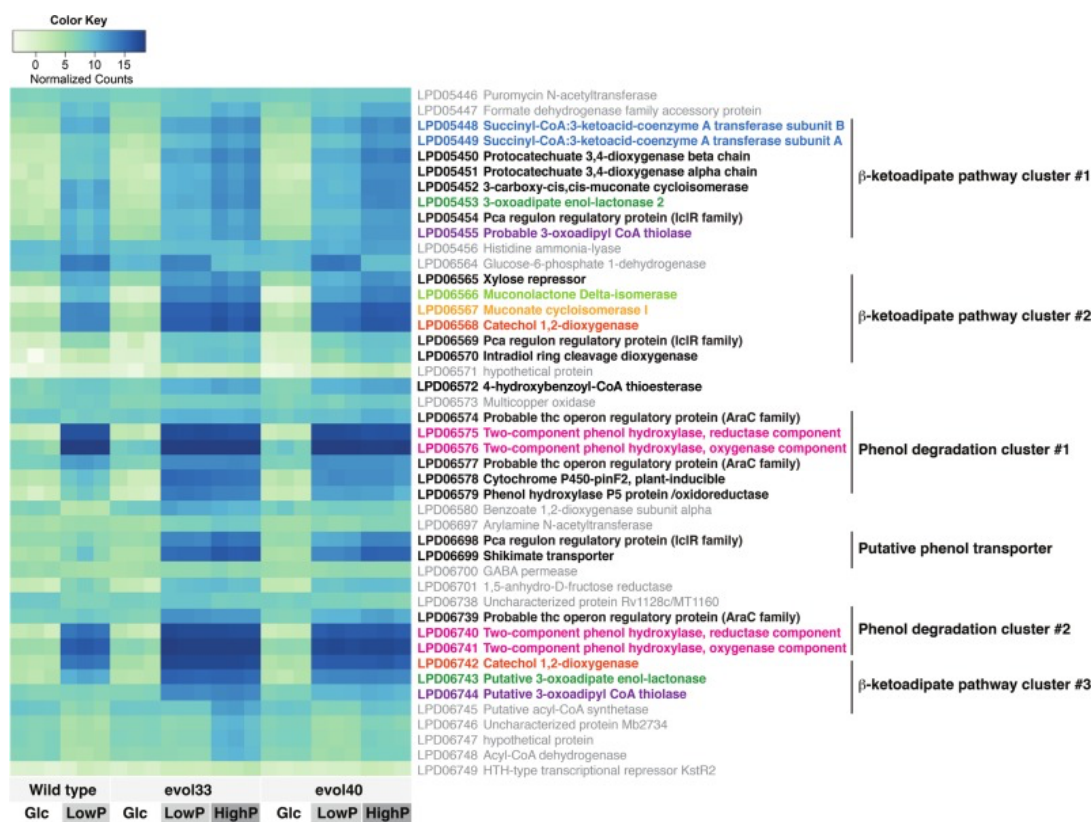 Color Key
0 5 10 15
Normalized Counts
LPD05446 Puromycin N-acetyltransferase
LPD05447 Formate dehydrogenase family accessory protein
LPD05448 Succinyl-CoA:3-ketoacid-coenzyme A transferase subunit B
LPD05449 Succinyl-CoA:3-ketoacid-coenzyme A transferase subunit A
LPD05450 Protocatechuate 3,4-dioxygenase beta chain
LPD05451 Protocatechuate 3,4-dioxygenase alpha chain
LPD05452 3-carboxy-cis,cis-muconate cycloisomerase
LPD05453 3-oxoadipate enol-lactonase 2
LPD05454 Pca regulon regulatory protein (IclR family)
LPD05455 Probable 3-oxoadipyl CoA thiolase
β-ketoadipate pathway cluster #1
LPD05456 Histidine ammonia-lyase
LPD06564 Glucose-6-phosphate 1-dehydrogenase
LPD06565 Xylose repressor
LPD06566 Muconolactone Delta-isomerase
LPD06567 Muconate cycloisomerase I
LPD06568 Catechol 1,2-dioxygenase
LPD06569 Pca regulon regulatory protein (IclR family)
LPD06570 Intradiol ring cleavage dioxygenase
β-ketoadipate pathway cluster #2
LPD06571 hypothetical protein
LPD06572 4-hydroxybenzoyl-CoA thioesterase
LPD06573 Multicopper oxidase
LPD06574 Probable thc operon regulatory protein (AraC family)
LPD06575 Two-component phenol hydroxylase, reductase component
LPD06576 Two-component phenol hydroxylase, oxygenase component
LPD06577 Probable thc operon regulatory protein (AraC family)
LPD06578 Cytochrome P450-pinF2, plant-inducible
LPD06579 Phenol hydroxylase P5 protein /oxidoreductase
Phenol degradation cluster #1
LPD06580 Benzoate 1,2-dioxygenase subunit alpha
LPD06697 Arylamine N-acetyltransferase
LPD06698 Pca regulon regulatory protein (IclR family)
LPD06699 Shikimate transporter
Putative phenol transporter
LPD06700 GABA permease
LPD06701 1,5-anhydro-D-fructose reductase
LPD06738 Uncharacterized protein Rv1128c/MT1160
LPD06739 Probable thc operon regulatory protein (AraC family)
LPD06740 Two-component phenol hydroxylase, reductase component
LPD06741 Two-component phenol hydroxylase, oxygenase component
Phenol degradation cluster #2
LPD06742 Catechol 1,2-dioxygenase
LPD06743 Putative 3-oxoadipate enol-lactonase
LPD06744 Putative 3-oxoadipyl CoA thiolase
LPD06745 Putative acyl-CoA synthetase
β-ketoadipate pathway cluster #3
LPD06746 Uncharacterized protein Mb2734
LPD06747 hypothetical protein
LPD06748 Acyl-CoA dehydrogenase
LPD06749 HTH-type transcriptional repressor KstR2
Wild type evol33 evol40
Glc LowP Glc LowP HighP Glc LowP HighP